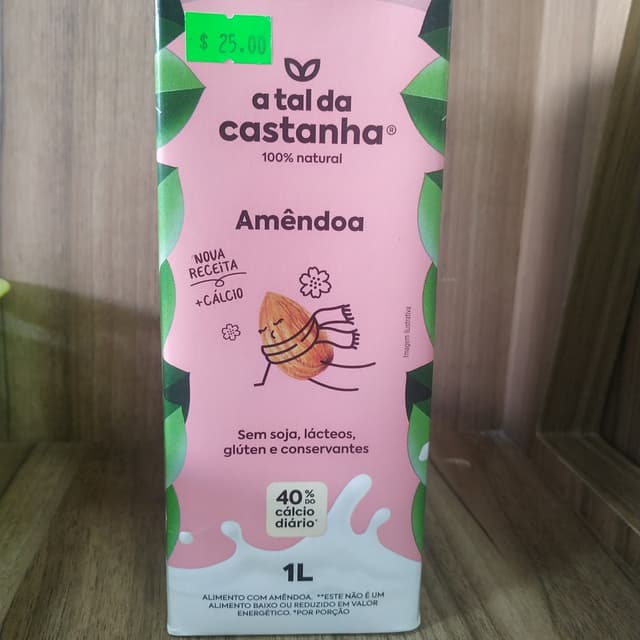 $ 25.00
a tal da
castanha®
100% natural
Amêndoa
NOVA
RECEITA
+CÁLCIO
Imagem ilustrativa
Sem soja, lácteos,
glúten e conservantes
40% DO
cálcio
diário*
1L
ALIMENTO COM AMÊNDOA. **ESTE NÃO É UM
ALIMENTO BAIXO OU REDUZIDO EM VALOR
ENERGÉTICO. *POR PORÇÃO